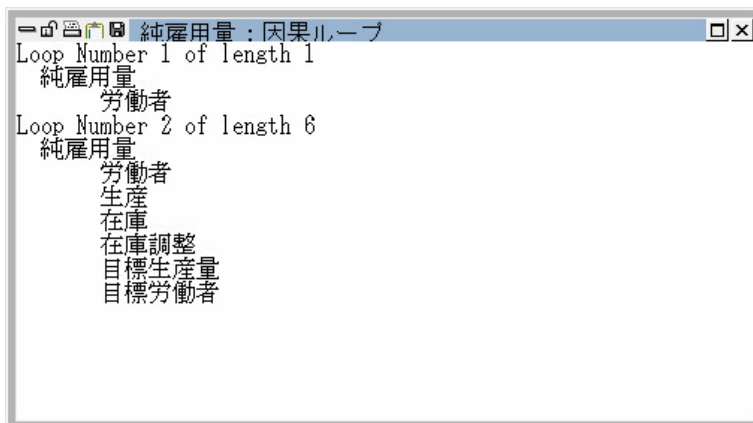 純雇用量：因果ループ
Loop Number 1 of length 1
純雇用量
労働者
Loop Number 2 of length 6
純雇用量
労働者
生産
在庫
在庫調整
目標生産量
目標労働者